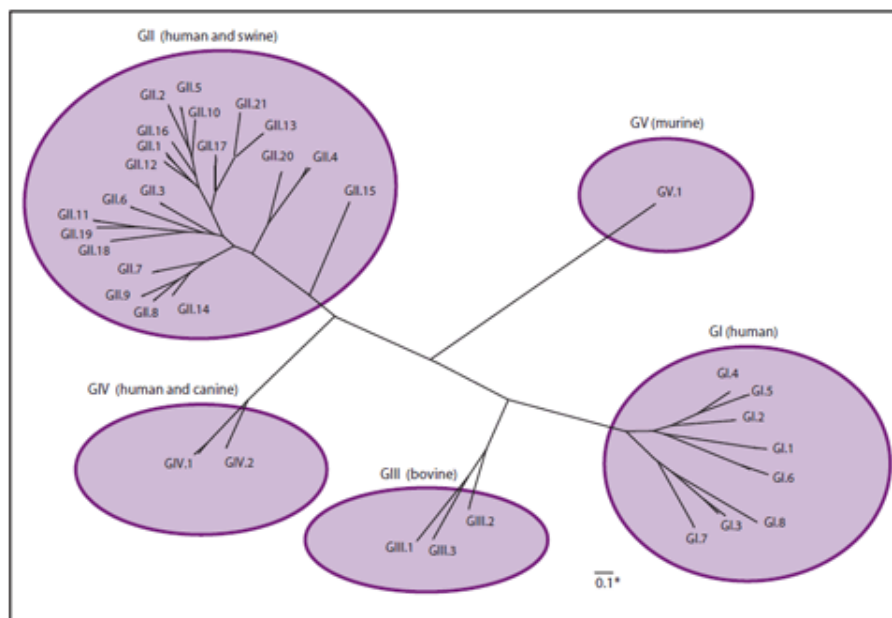 GII (human and swine)
GII.5
GII.2
GII.21
GII.10
GII.13
GII.16
GII.1
GII.17
GII.12
GII.20
GII.4
GII.3
GII.15
GII.6
GII.11
GII.19
GII.18
GII.7
GII.9
GII.8
GII.14
GV (murine)
GV.1
GI (human)
GI.4
GI.5
GI.2
GI.1
GI.6
GI.8
GI.3
GI.7
GIV (human and canine)
GIV.1
GIV.2
GIII (bovine)
GIII.2
GIII.1
GIII.3
0.1*